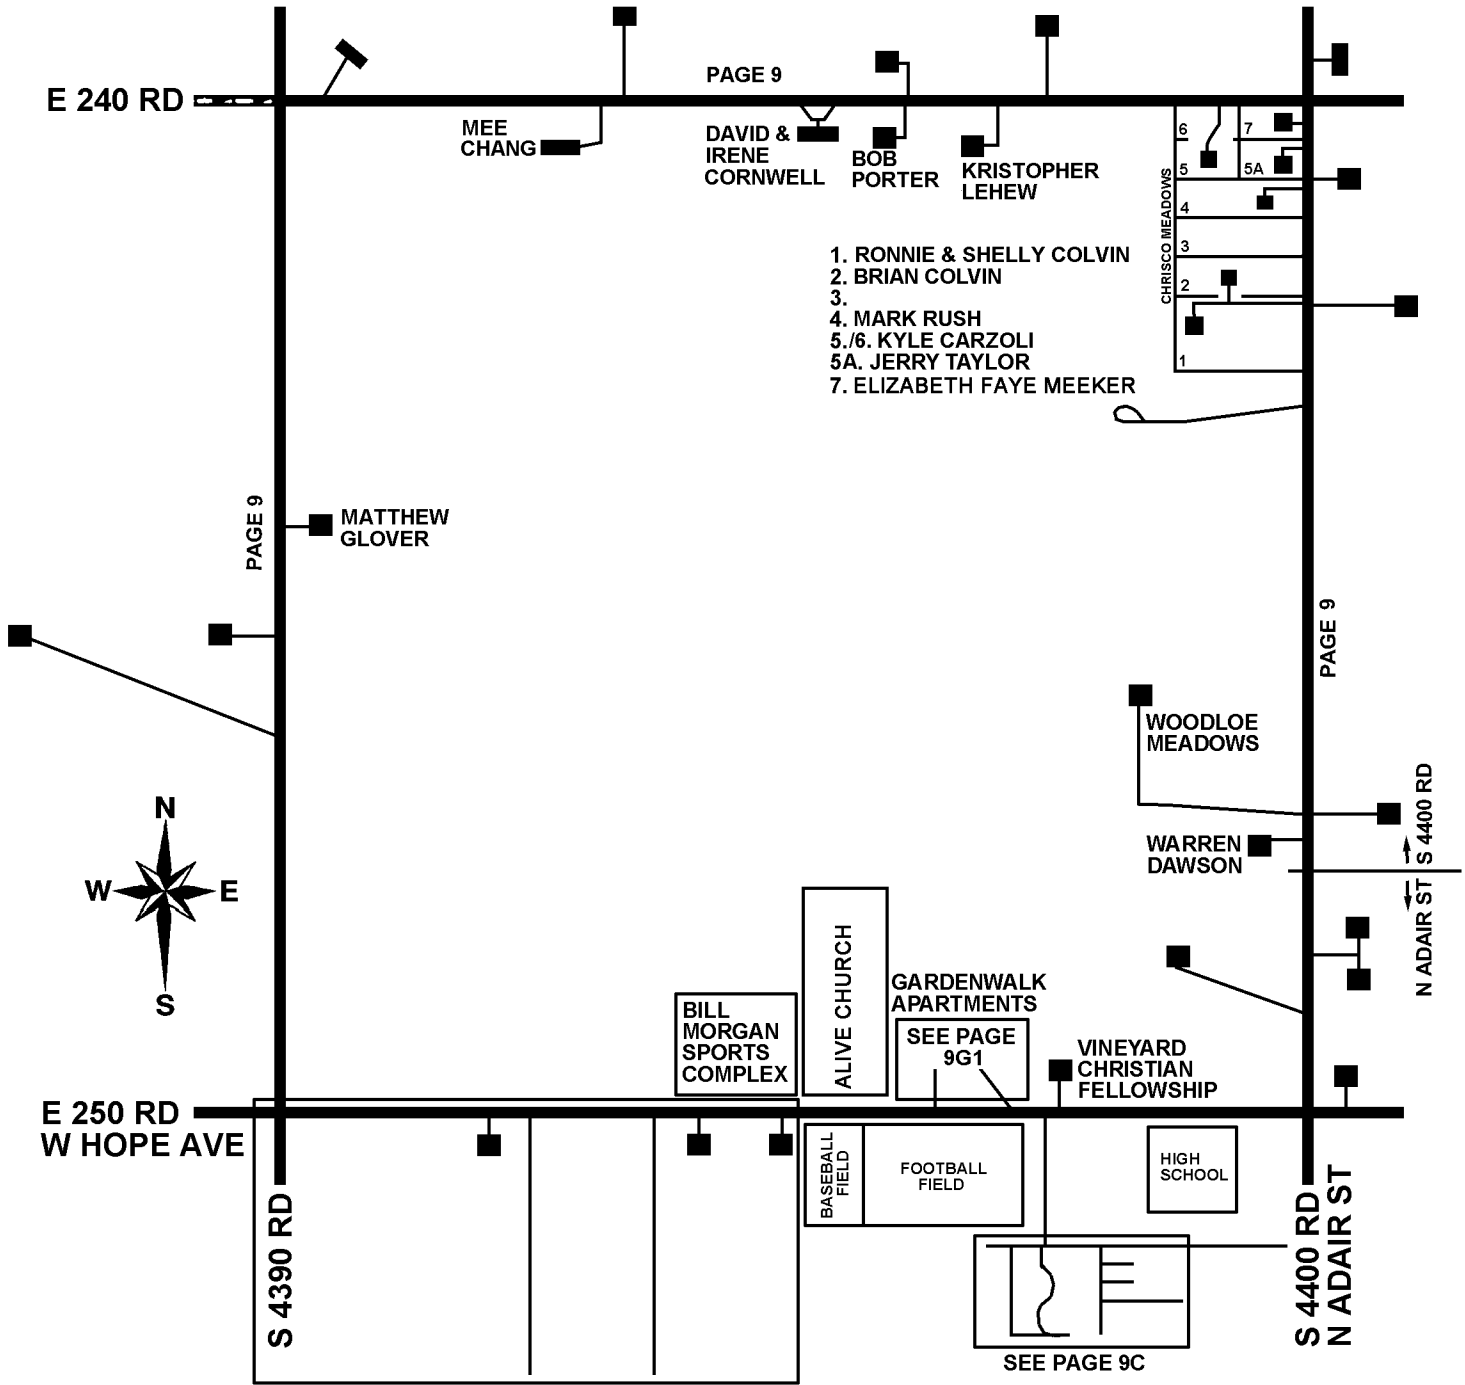 PAGE 9
E 240 RD
MEE
CHANG
DAVID &
IRENE
CORNWELL
BOB
PORTER
KRISTOPHER
LEHEW
6
7
5
5A
4
3
2
1
CHRISCO MEADOWS
1. RONNIE & SHELLY COLVIN
2. BRIAN COLVIN
3.
4. MARK RUSH
5./6. KYLE CARZOLI
5A. JERRY TAYLOR
7. ELIZABETH FAYE MEEKER
PAGE 9
MATTHEW
GLOVER
PAGE 9
WOODLOE
MEADOWS
WARREN
DAWSON
S 4400 RD
N ADAIR ST
N
W
E
S
BILL
MORGAN
SPORTS
COMPLEX
ALIVE CHURCH
GARDENWALK
APARTMENTS
SEE PAGE
9G1
VINEYARD
CHRISTIAN
FELLOWSHIP
E 250 RD
W HOPE AVE
BASEBALL
FIELD
FOOTBALL
FIELD
HIGH
SCHOOL
S 4390 RD
S 4400 RD
N ADAIR ST
SEE PAGE 9C